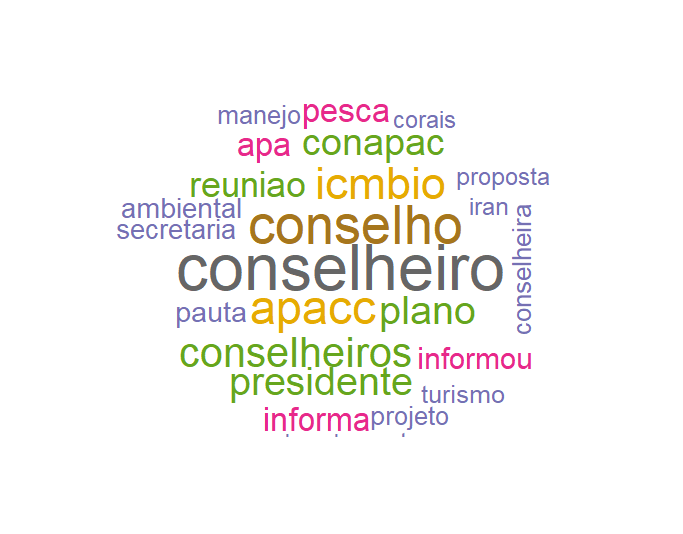 manejo pesca corais
apa conapac
reuniao icmbio proposta
ambiental iran
secretaria conselho conselheira
conselheiro
pauta apacc plano
conselheiros informou
presidente turismo
informa projeto